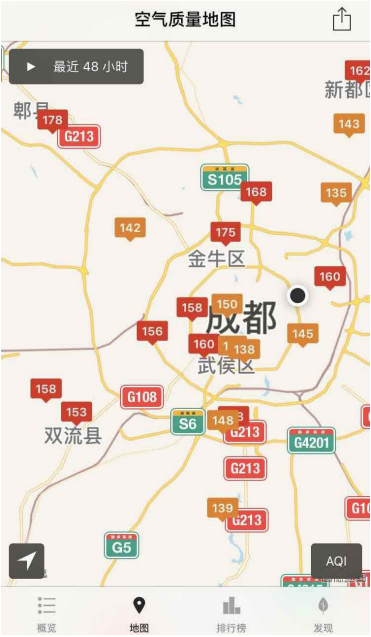 空气质量地图
最近 48 小时
162
新都区
郫县
178
G213
143
S105
168
135
142
175
金牛区
160
158
150
成都
156
145
160
138
武侯区
158
153
G108
148
S6
G213
双流县
G4201
G213
139
G213
G5
AQI
概览
地图
排行榜
发现